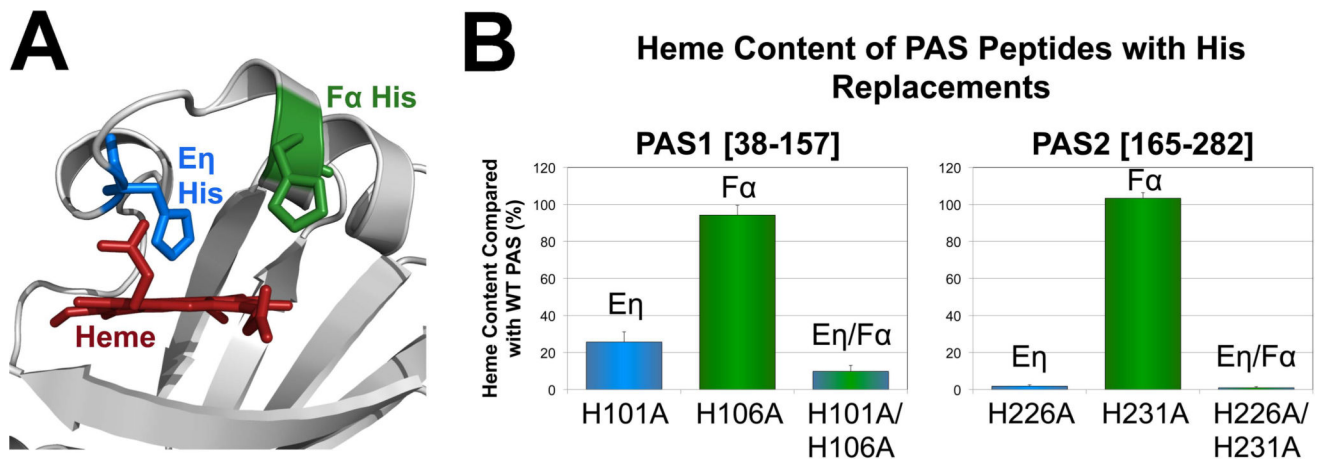 A
Fα His
Eη
His
Heme
B
Heme Content of PAS Peptides with His
Replacements
PAS1 [38-157]
Heme Content Compared
with WT PAS (%)
120
100
80
60
40
20
0
Eη
Fα
Eη/Fα
H101A
H106A
H101A/
H106A
PAS2 [165-282]
120
100
80
60
40
20
0
Eη
Fα
Eη/Fα
H226A
H231A
H226A/
H231A